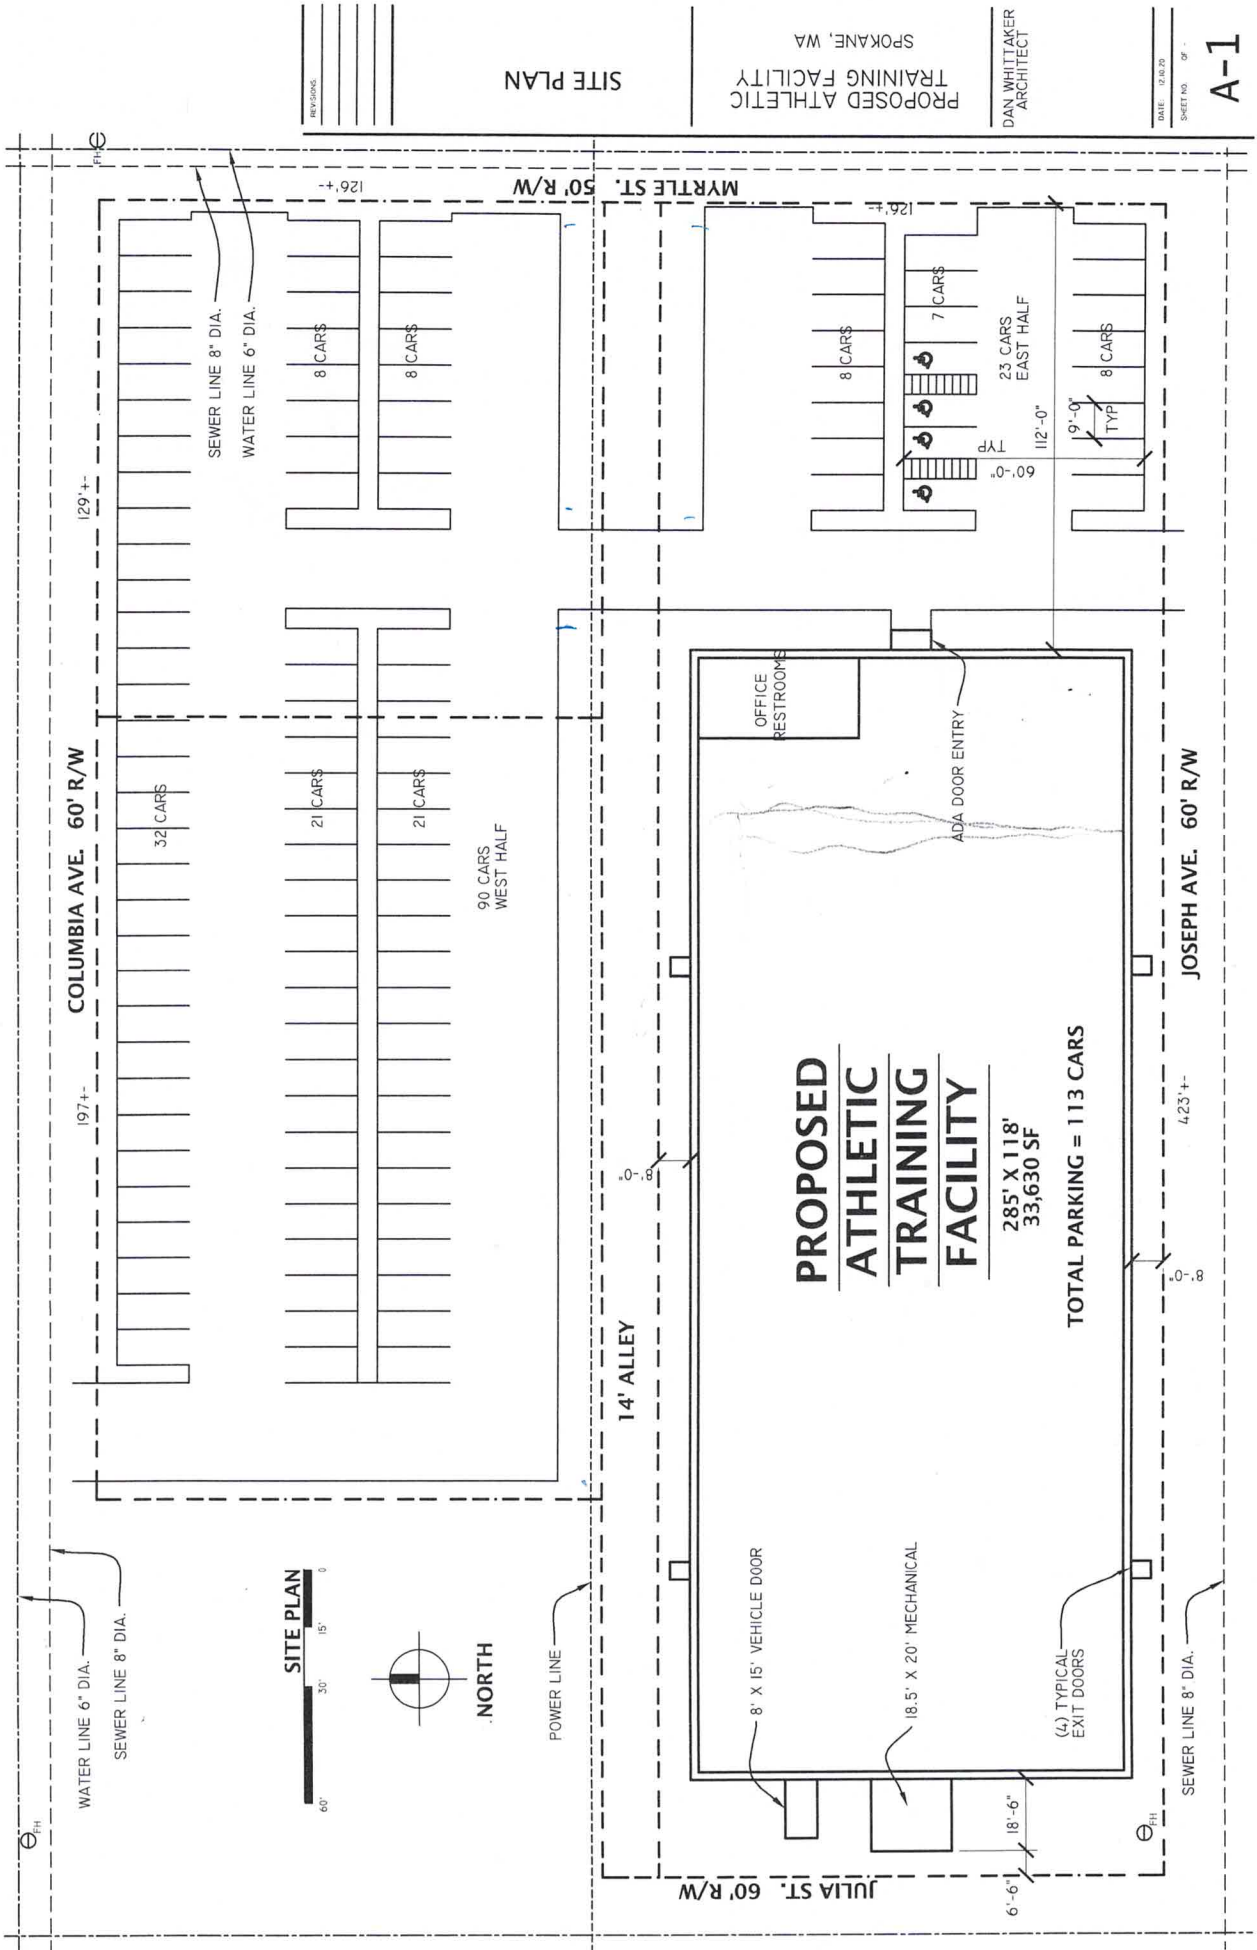 COLUMBIA AVE.  60' R/W
197+-
129'+-
WATER LINE 6" DIA.
SEWER LINE 8" DIA.
FH
FH
SEWER LINE 8" DIA.
WATER LINE 6" DIA.
32 CARS
21 CARS
21 CARS
8 CARS
8 CARS
90 CARS
WEST HALF
126'+-
MYRTLE ST.  50' R/W
126'+-
SITE PLAN
60'
30'
15'
0
NORTH
POWER LINE
14' ALLEY
8'-0"
8' X 15' VEHICLE DOOR
18.5' X 20' MECHANICAL
(4) TYPICAL
EXIT DOORS
PROPOSED
ATHLETIC
TRAINING
FACILITY
285' X 118'
33,630 SF
TOTAL PARKING = 113 CARS
OFFICE
RESTROOMS
ADA DOOR ENTRY
8 CARS
7 CARS
23 CARS
EAST HALF
8 CARS
60'-0"
TYP
112'-0"
9'-0"
TYP
JULIA ST.  60' R/W
6'-6"
18'-6"
FH
SEWER LINE 8" DIA.
8'-0"
423'+-
JOSEPH AVE.  60' R/W
REVISIONS:
SITE PLAN
PROPOSED ATHLETIC
TRAINING FACILITY
SPOKANE, WA
DAN WHITTAKER
ARCHITECT
DATE: 12.10.20
SHEET NO.  OF -
A-1